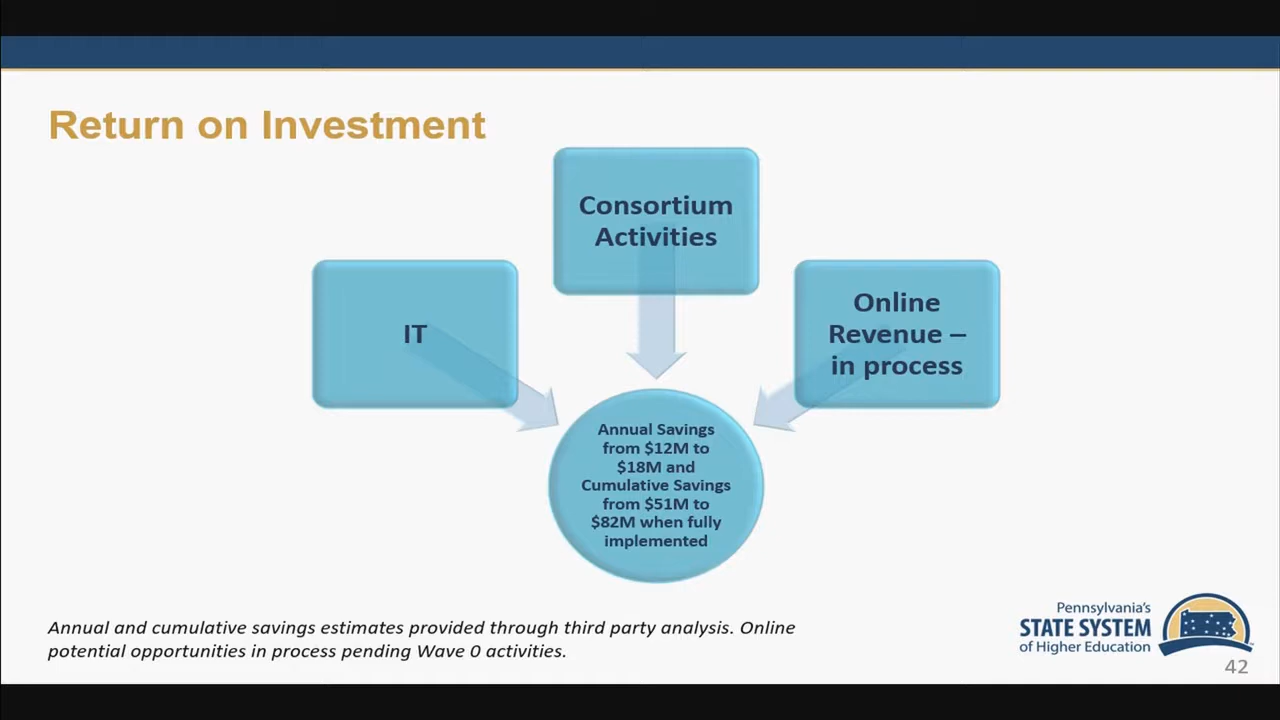 Return on Investment
Consortium
Activities
IT
Online
Revenue –
in process
Annual Savings
from $12M to
$18M and
Cumulative Savings
from $51M to
$82M when fully
implemented
Annual and cumulative savings estimates provided through third party analysis. Online
potential opportunities in process pending Wave 0 activities.
Pennsylvania's
STATE SYSTEM
of Higher Education
42